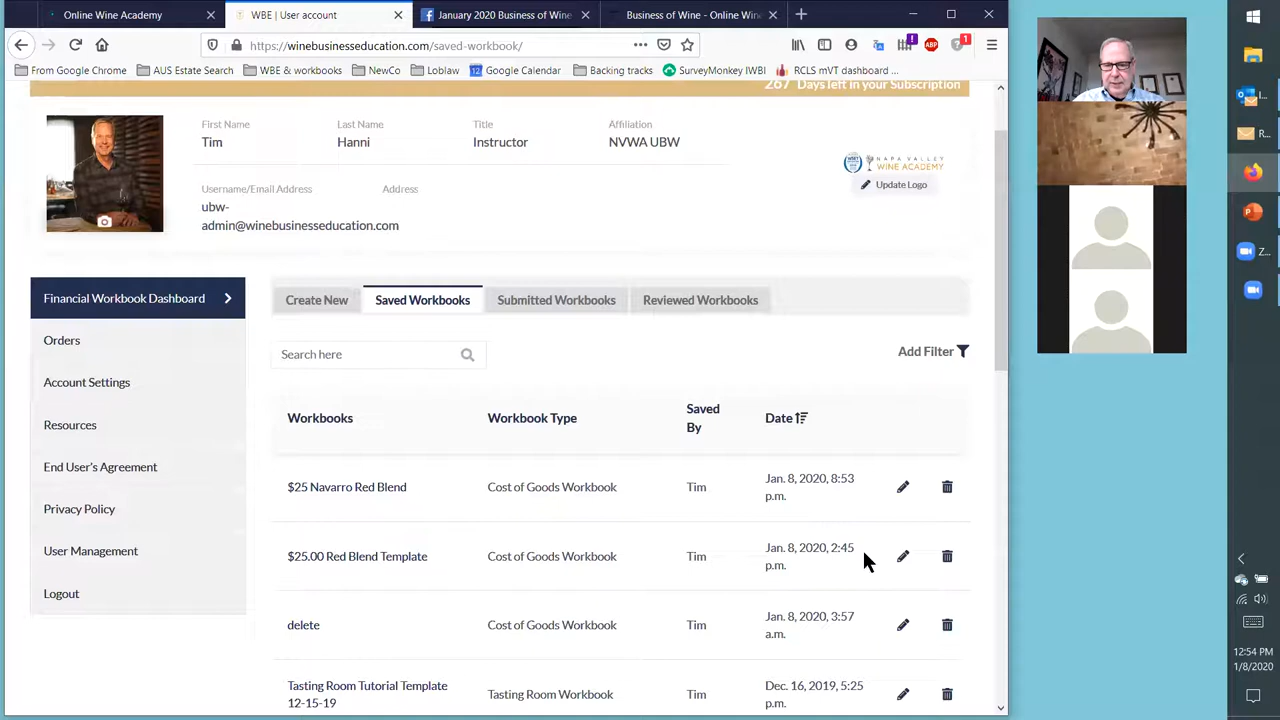 Online Wine Academy
WBE | User account
January 2020 Business of Wine
Business of Wine - Online Win
https://winebusinesseducation.com/saved-workbook/
1
ABP
From Google Chrome
AUS Estate Search
WBE & workbooks
NewCo
Loblaw
12 Google Calendar
Backing tracks
SurveyMonkey IWBI
RCLS mVT dashboard ...
267 Days left in your Subscription
First Name
Last Name
Title
Affiliation
Tim
Hanni
Instructor
NVWA UBW
NAPA VALLEY
WINE ACADEMY
Update Logo
Username/Email Address
Address
ubw-
admin@winebusinesseducation.com
Financial Workbook Dashboard
Orders
Account Settings
Resources
End User's Agreement
Privacy Policy
User Management
Logout
Create New
Saved Workbooks
Submitted Workbooks
Reviewed Workbooks
Search here
Add Filter
Workbooks
Workbook Type
Saved
By
Date
$25 Navarro Red Blend
Cost of Goods Workbook
Tim
Jan. 8, 2020, 8:53
p.m.
$25.00 Red Blend Template
Cost of Goods Workbook
Tim
Jan. 8, 2020, 2:45
p.m.
delete
Cost of Goods Workbook
Tim
Jan. 8, 2020, 3:57
a.m.
Tasting Room Tutorial Template
12-15-19
Tasting Room Workbook
Tim
Dec. 16, 2019, 5:25
p.m.
I...
R...
Z...
12:54 PM
1/8/2020